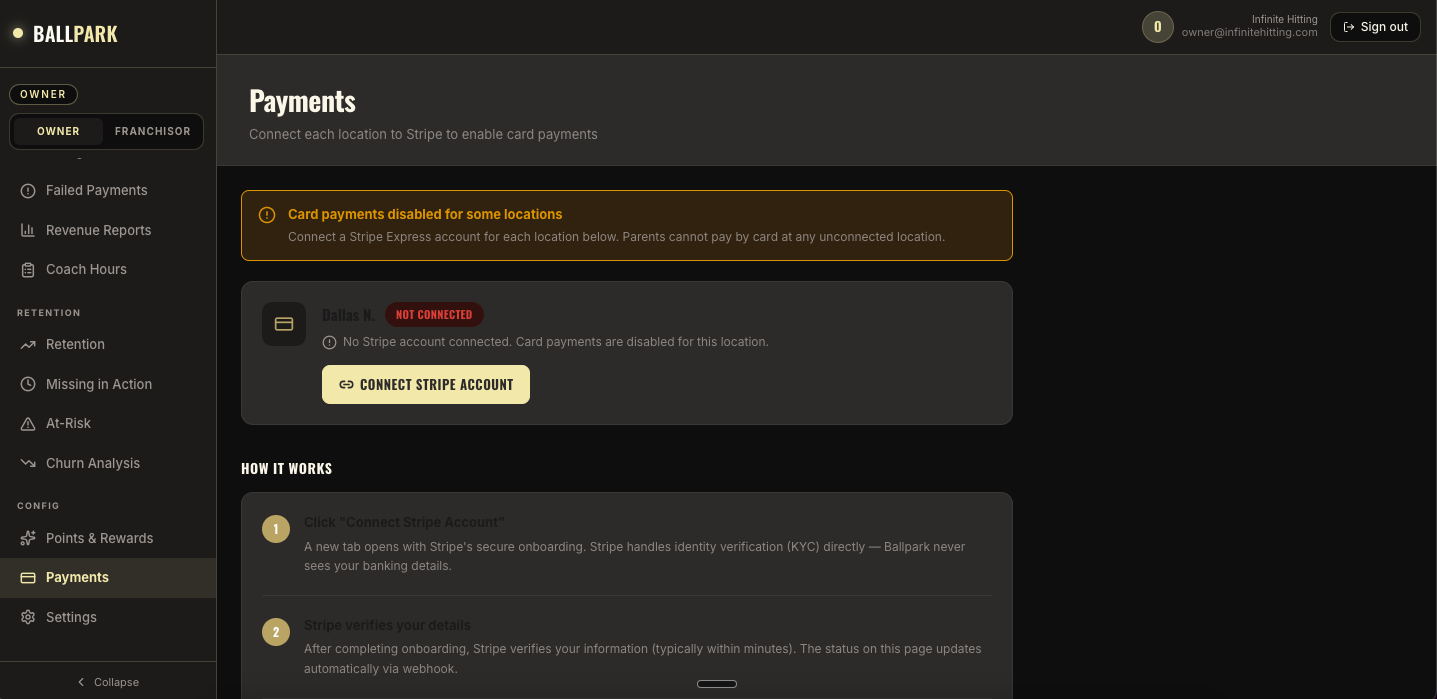 BALLPARK
OWNER
OWNER FRANCHISOR
Failed Payments
Revenue Reports
Coach Hours
RETENTION
Retention
Missing in Action
At-Risk
Churn Analysis
CONFIG
Points & Rewards
Payments
Settings
Collapse
O
Infinite Hitting
owner@infinitehitting.com
Sign out
Payments
Connect each location to Stripe to enable card payments
Card payments disabled for some locations
Connect a Stripe Express account for each location below. Parents cannot pay by card at any unconnected location.
Dallas N. NOT CONNECTED
No Stripe account connected. Card payments are disabled for this location.
CONNECT STRIPE ACCOUNT
HOW IT WORKS
1 Click "Connect Stripe Account"
A new tab opens with Stripe's secure onboarding. Stripe handles identity verification (KYC) directly — Ballpark never
sees your banking details.
2 Stripe verifies your details
After completing onboarding, Stripe verifies your information (typically within minutes). The status on this page updates
automatically via webhook.